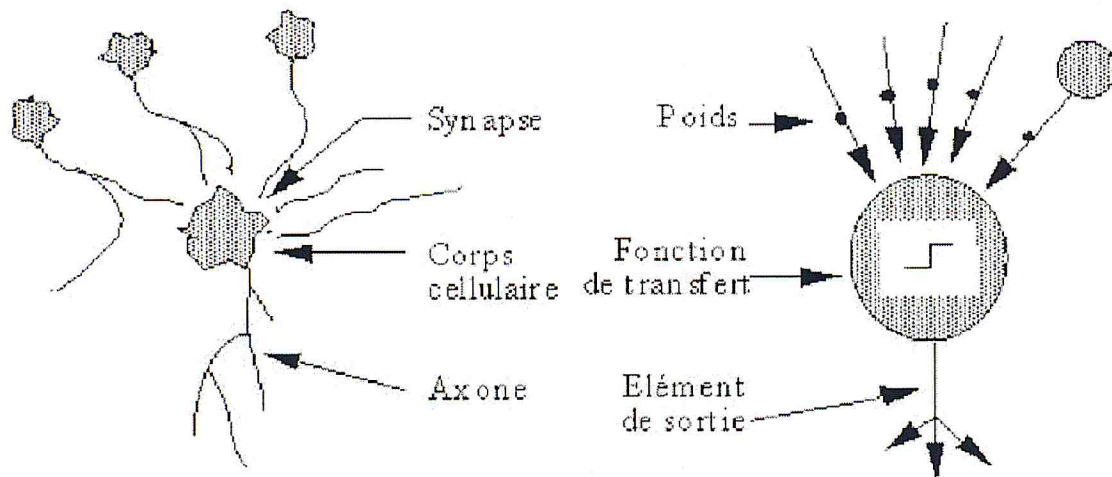 Synapse
Corps
cellulaire
Axone
Poids
Fonction
de transfert
Elément
de sortie